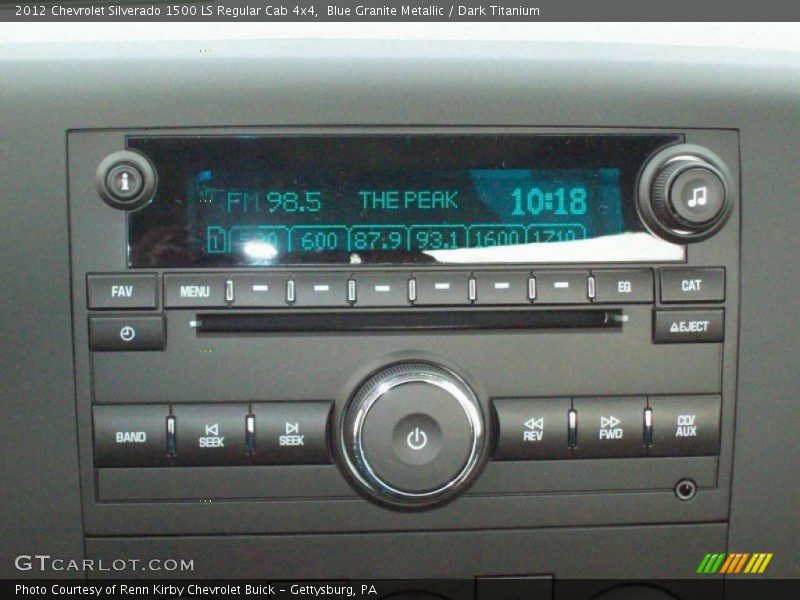 2012 Chevrolet Silverado 1500 LS Regular Cab 4x4, Blue Granite Metallic / Dark Titanium
i
FM 98.5 THE PEAK 10:18
1 600 87.9 93.1 1600 1710
FAV MENU EQ CAT
EJECT
BAND SEEK SEEK REV FWD CD/
AUX
GTCARLOT.COM
Photo Courtesy of Renn Kirby Chevrolet Buick – Gettysburg, PA